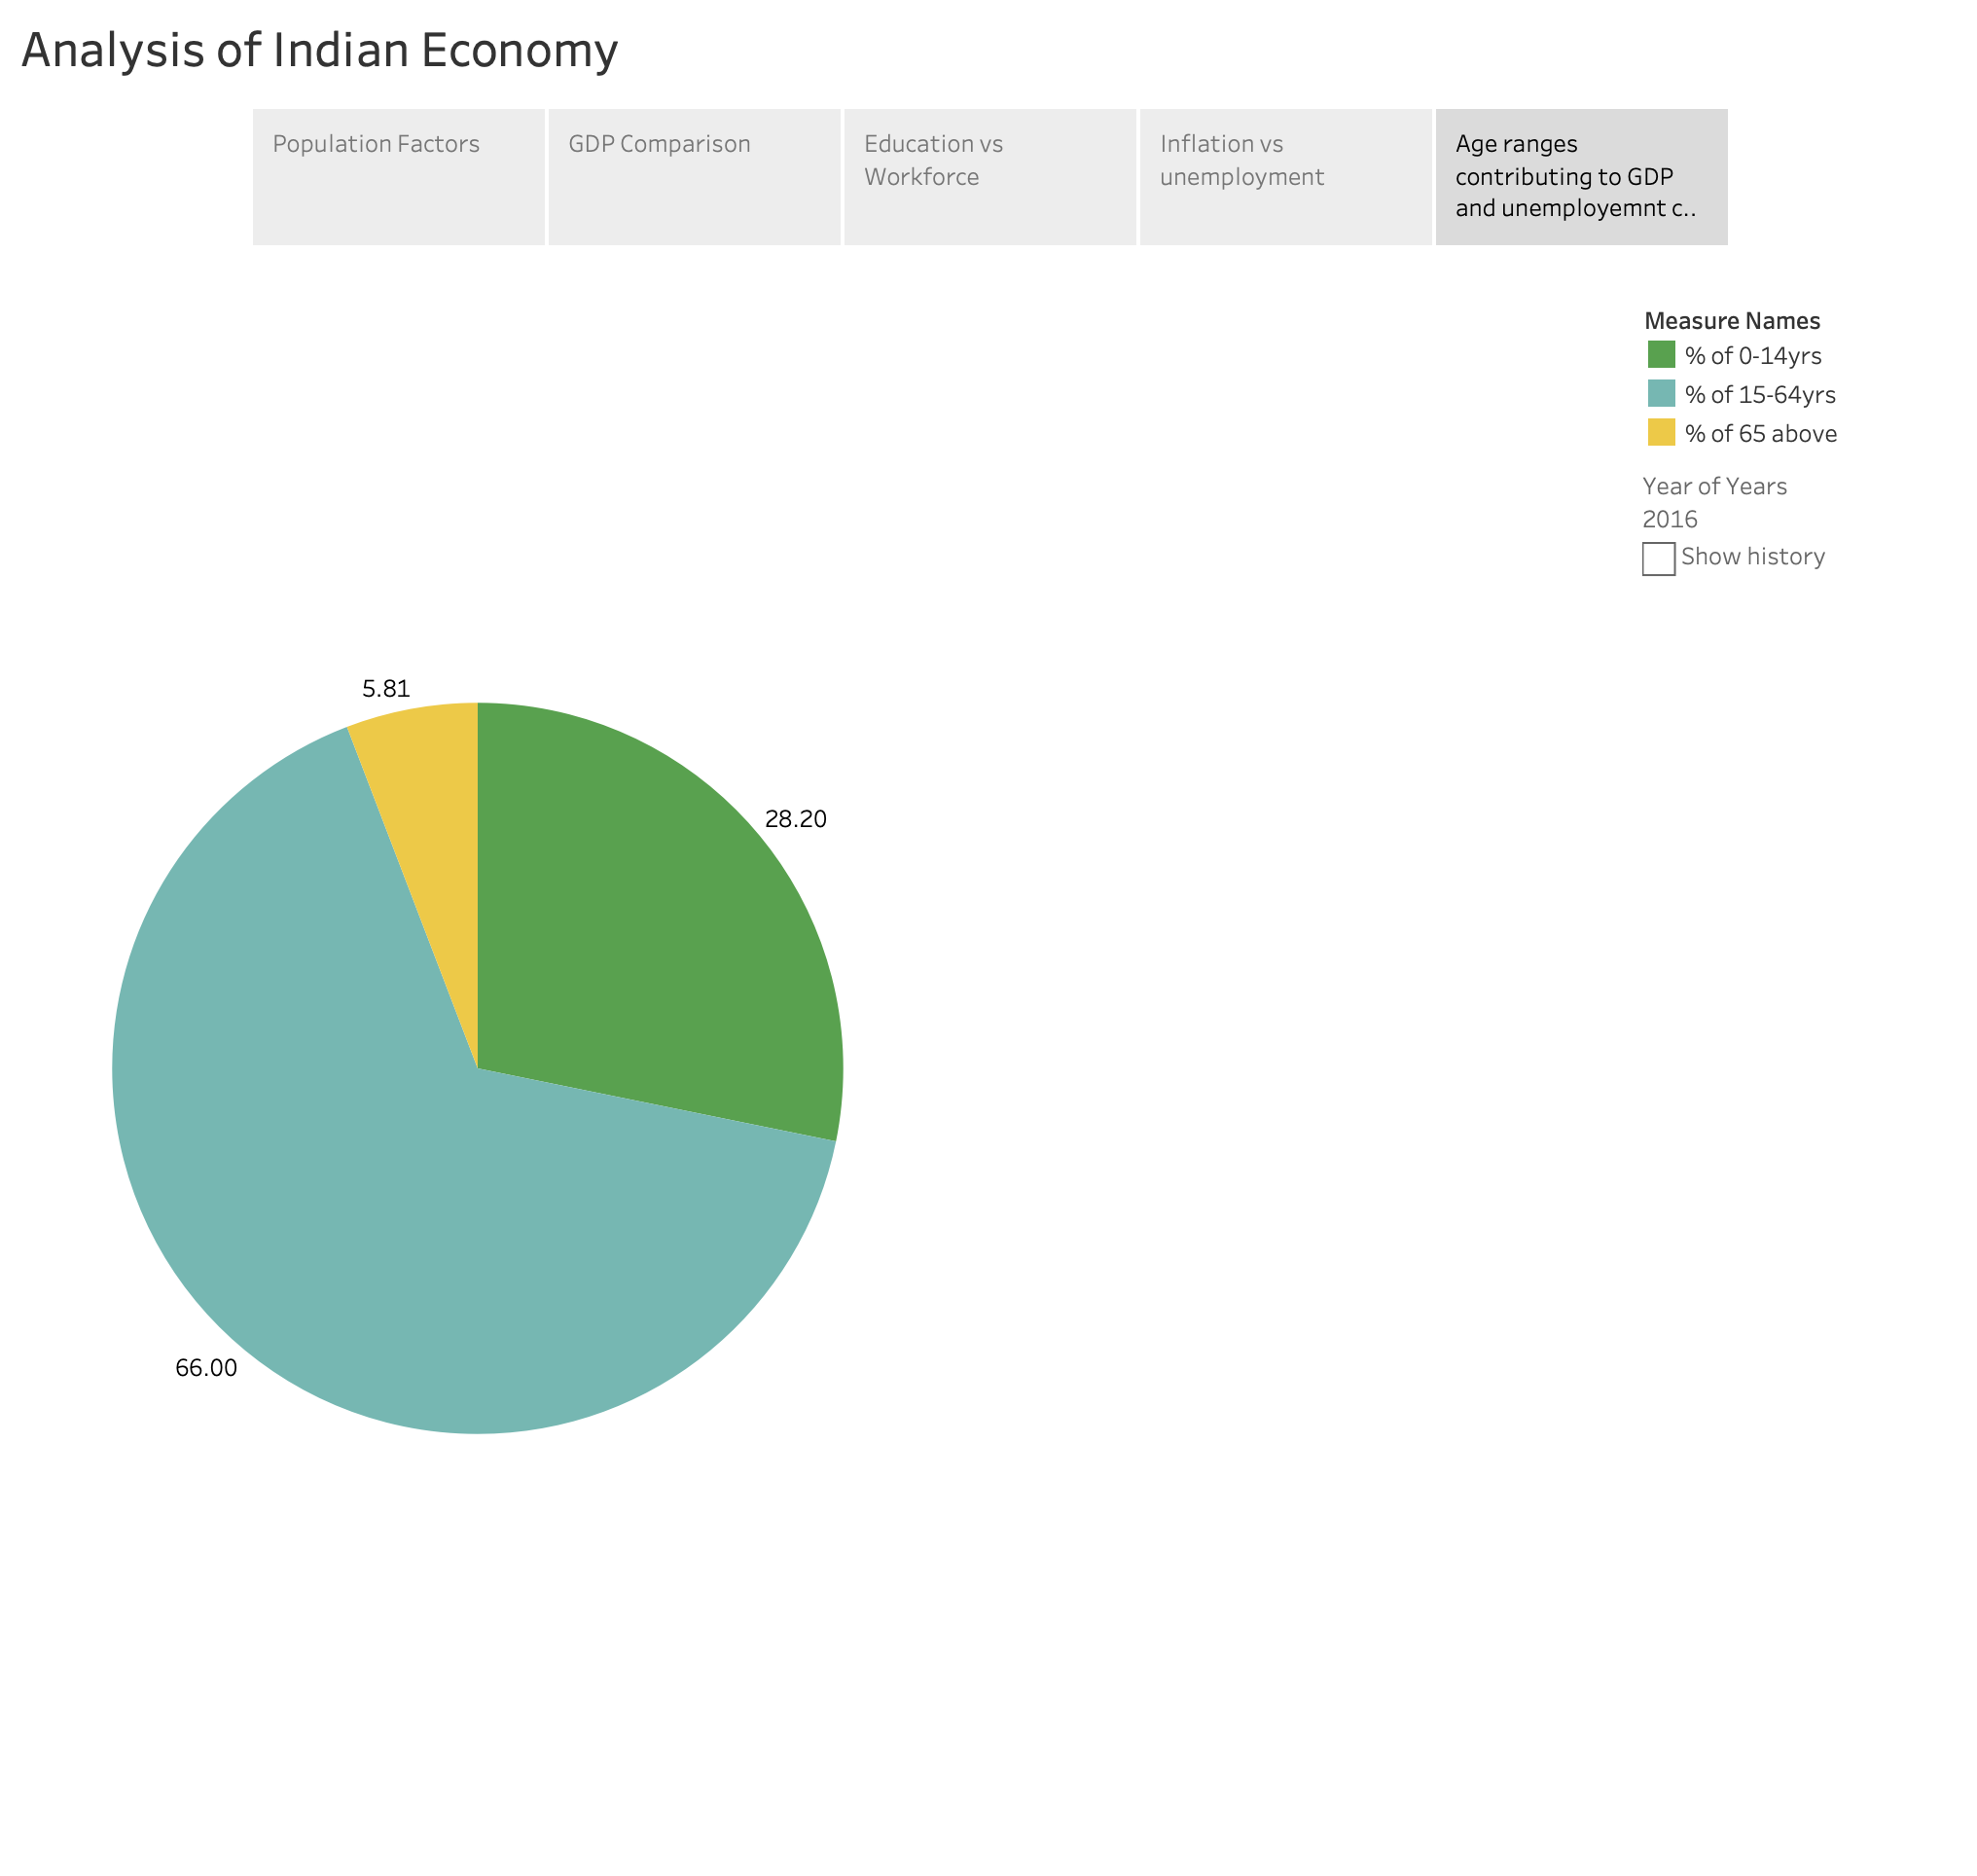 Analysis of Indian Economy
Population Factors
GDP Comparison
Education vs
Workforce
Inflation vs
unemployment
Age ranges
contributing to GDP
and unemployemnt c..
Measure Names
% of 0-14yrs
% of 15-64yrs
% of 65 above
Year of Years
2016
Show history
5.81
28.20
66.00